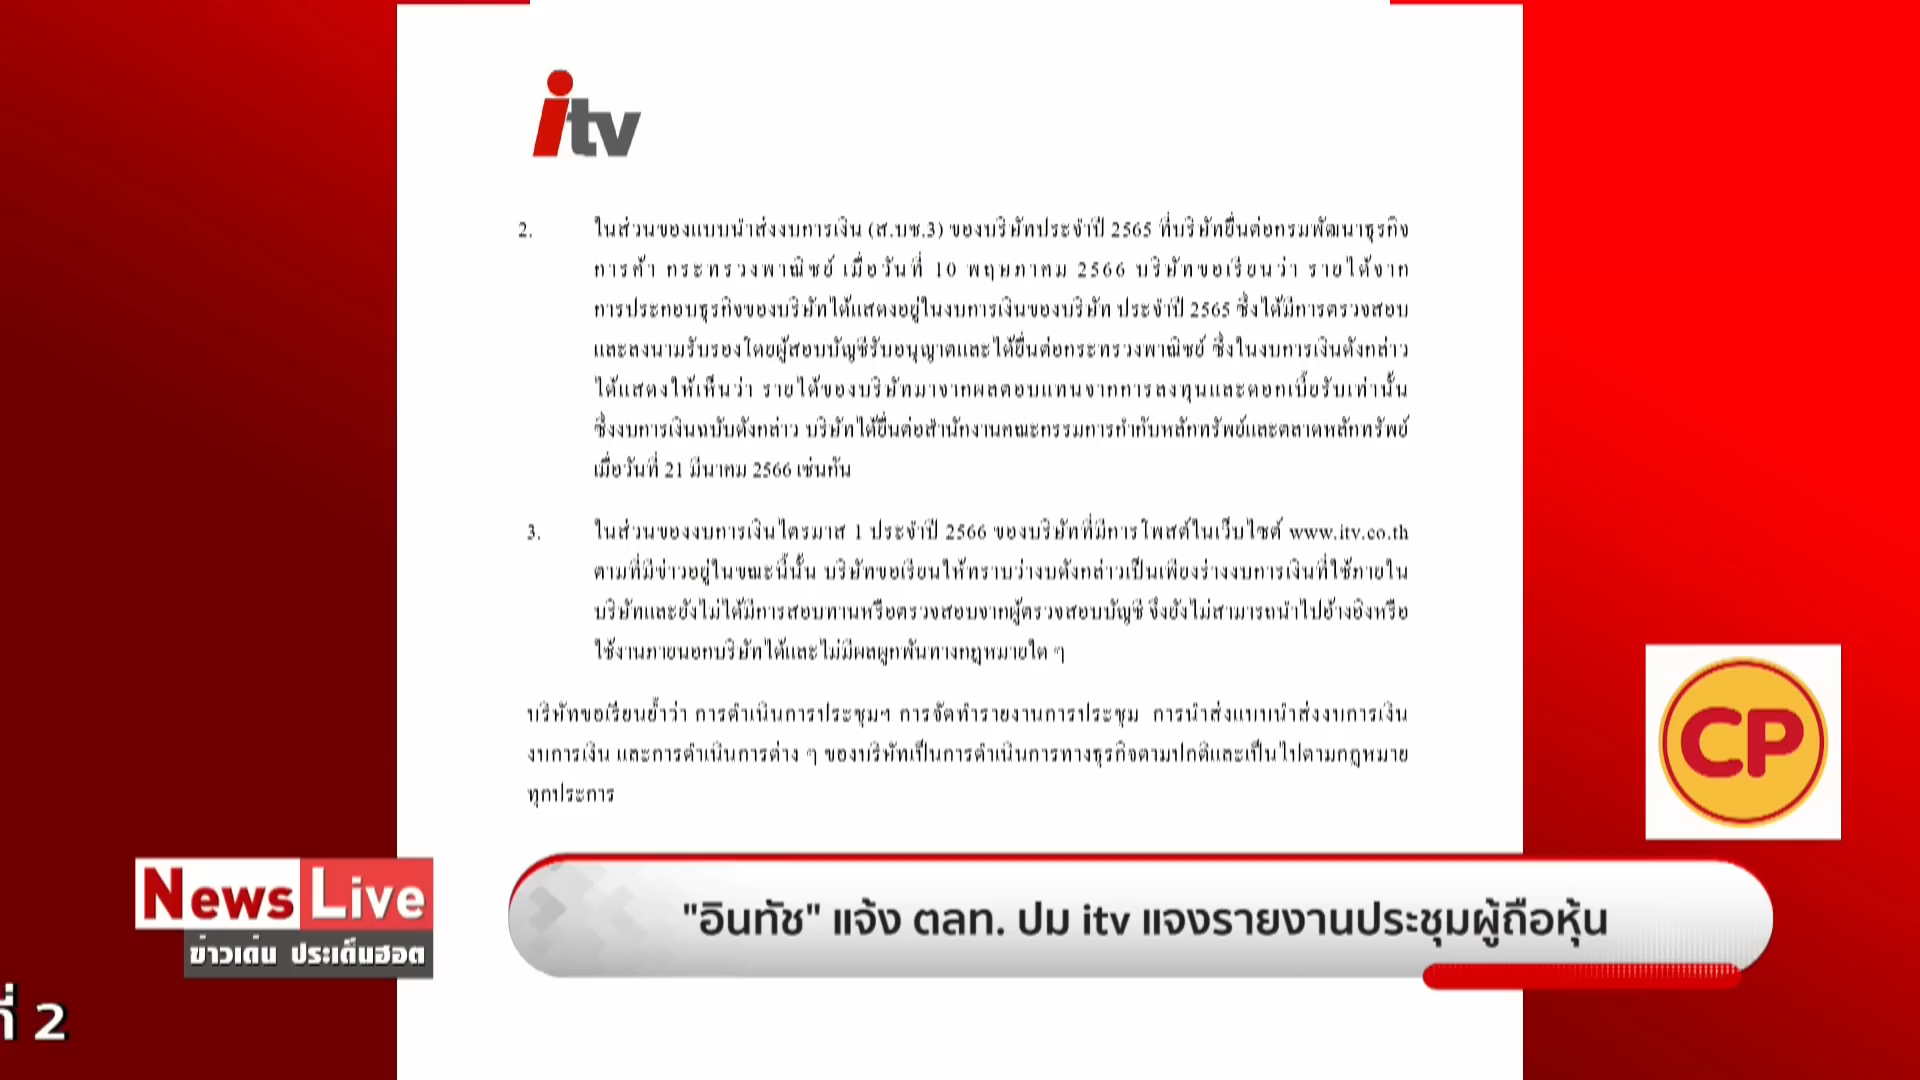 itv
2. ในส่วนของแบบนำส่งงบการเงิน (ส.บช.3) ของบริษัทประจำปี 2565 ที่บริษัทยื่นต่อกรมพัฒนาธุรกิจ
การค้า กระทรวงพาณิชย์ เมื่อวันที่ 10 พฤษภาคม 2566 บริษัทขอเรียนว่า รายได้จาก
การประกอบธุรกิจของบริษัทได้แสดงอยู่ในงบการเงินของบริษัท ประจำปี 2565 ซึ่งได้มีการตรวจสอบ
และลงนามรับรองโดยผู้สอบบัญชีรับอนุญาตและได้ยื่นต่อกระทรวงพาณิชย์ ซึ่งในงบการเงินดังกล่าว
ได้แสดงให้เห็นว่า รายได้ของบริษัทมาจากผลตอบแทนจากการลงทุนและดอกเบี้ยรับเท่านั้น
ซึ่งงบการเงินฉบับดังกล่าว บริษัทได้ยื่นต่อสำนักงานคณะกรรมการกำกับหลักทรัพย์และตลาดหลักทรัพย์
เมื่อวันที่ 21 มีนาคม 2566 เช่นกัน
3. ในส่วนของงบการเงินไตรมาส 1 ประจำปี 2566 ของบริษัทที่มีการโพสต์ในเว็บไซต์ www.itv.co.th
ตามที่มีข่าวอยู่ในขณะนี้นั้น บริษัทขอเรียนให้ทราบว่างบดังกล่าวเป็นเพียงร่างงบการเงินที่ใช้ภายใน
บริษัทและยังไม่ได้มีการสอบทานหรือตรวจสอบจากผู้ตรวจสอบบัญชี จึงยังไม่สามารถนำไปอ้างอิงหรือ
ใช้งานภายนอกบริษัทได้และไม่มีผลผูกพันทางกฎหมายใด ๆ
บริษัทขอเรียนย้ำว่า การดำเนินการประชุมฯ การจัดทำรายงานการประชุม การนำส่งแบบนำส่งงบการเงิน
งบการเงิน และการดำเนินการต่าง ๆ ของบริษัทเป็นการดำเนินการทางธุรกิจตามปกติและเป็นไปตามกฎหมาย
ทุกประการ
CP
News Live
ข่าวเด่น ประเด็นฮอต
"อินทัช" แจ้ง ตลท. ปม itv แจงรายงานประชุมผู้ถือหุ้น
ที่ 2